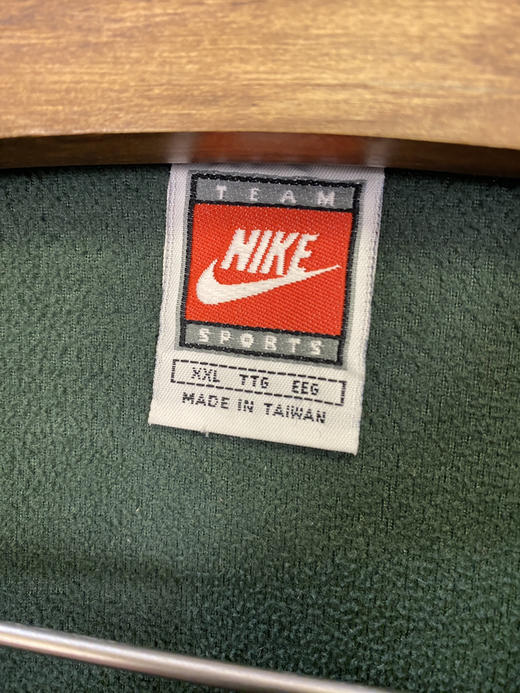 TEAM
NIKE
SPORTS
XXL TTG EEG
MADE IN TAIWAN